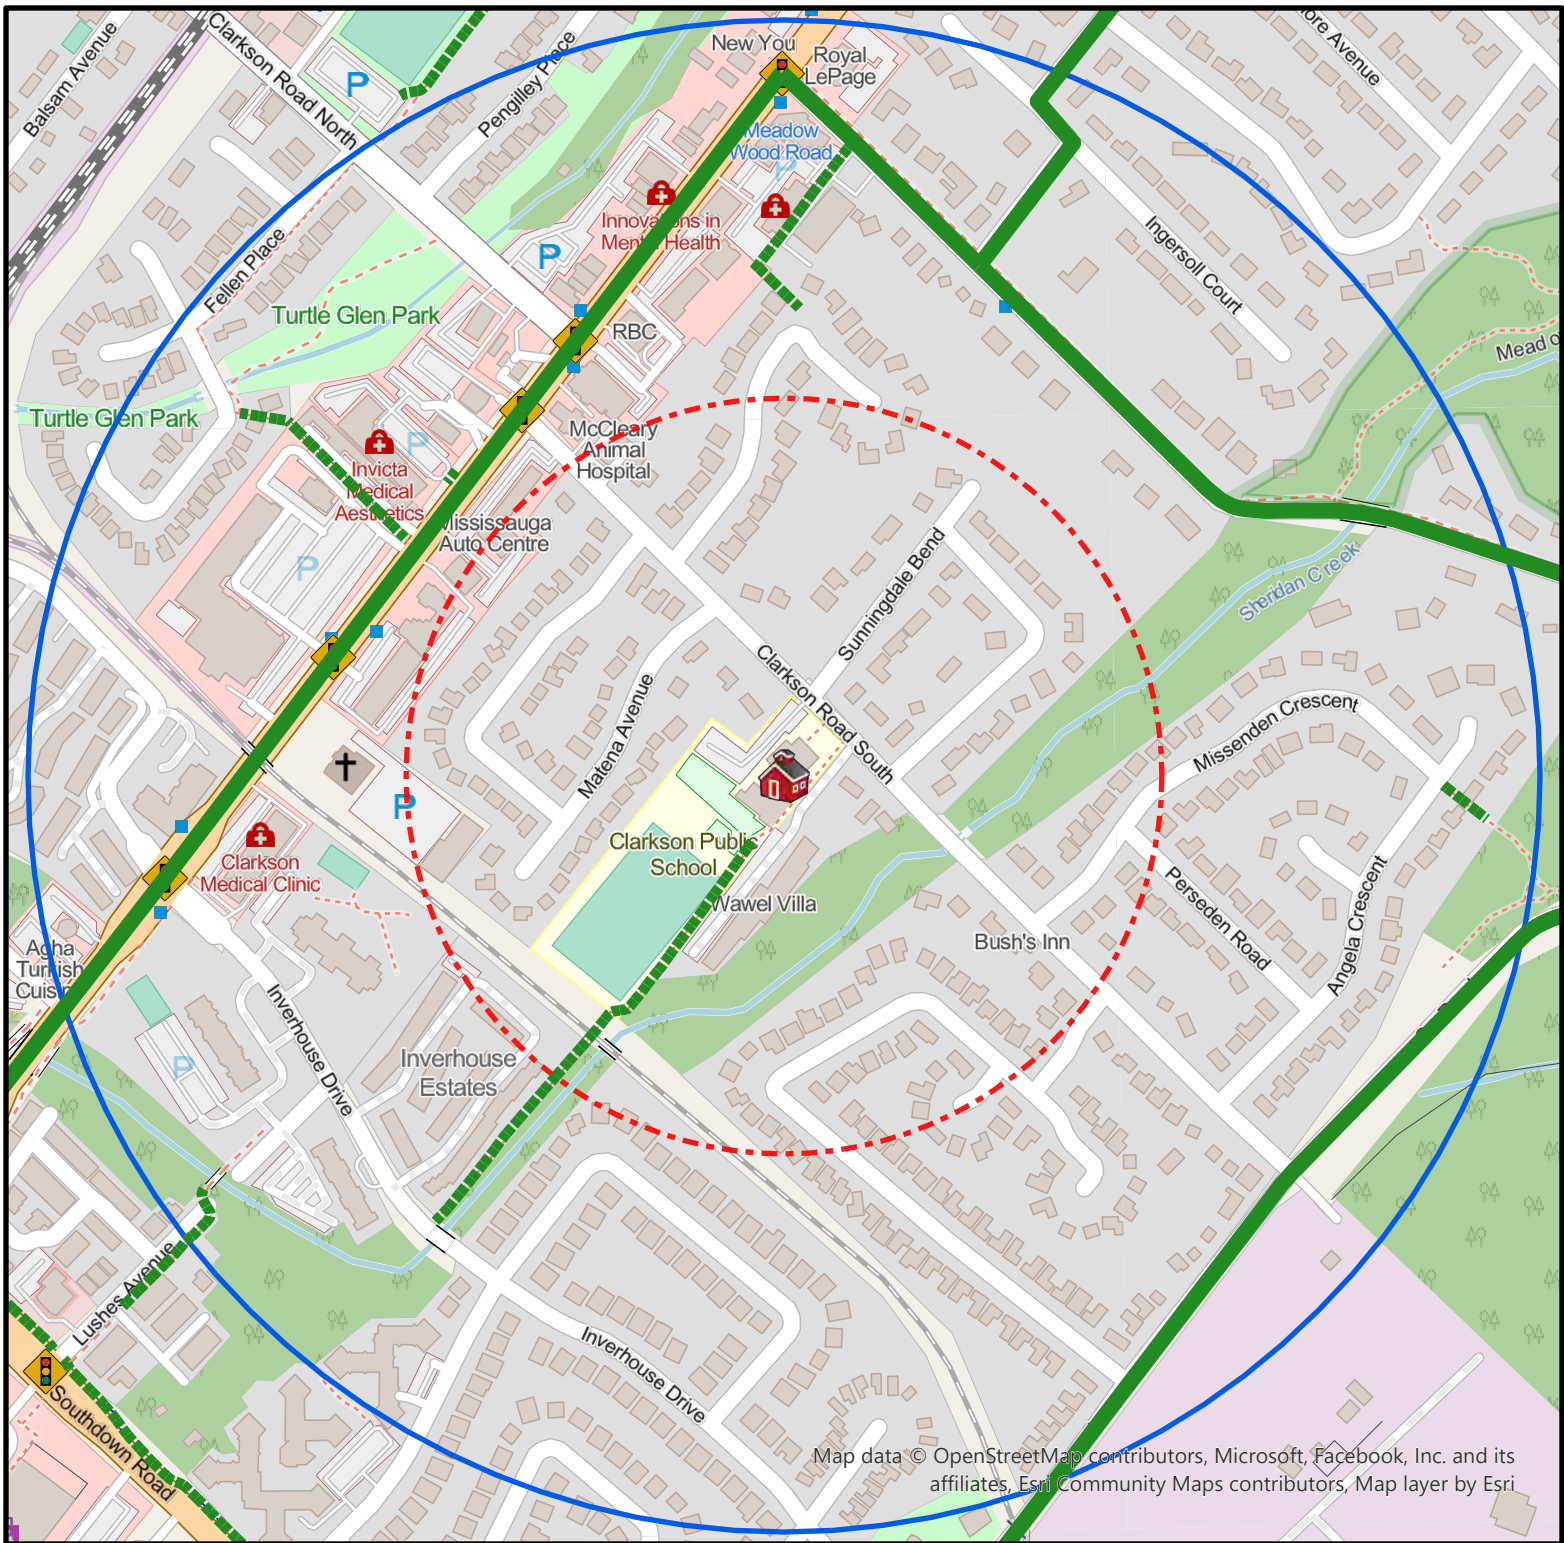 Balsam Avenue
Clarkson Road North
P
Pengilley Place
New You
Royal
LePage
Meadow
Wood Road
P
Innovations in
Mental Health
P
Fellen Place
Turtle Glen Park
Ingersoll Court
RBC
Turtle Glen Park
McCleary
Animal
Hospital
P
Invicta
Medical
Aesthetics
Mississauga
Auto Centre
P
Sunningdale Bend
Sheridan Creek
Clarkson Road South
Matena Avenue
Missenden Crescent
P
Clarkson Public
School
Clarkson
Medical Clinic
Wawel Villa
Perseden Road
Angela Crescent
Bush's Inn
Agha
Turkish
Inverhouse Drive
Inverhouse
Estates
P
Lushes Avenue
Inverhouse Drive
Southdown Road
Map data © OpenStreetMap contributors, Microsoft, Facebook, Inc. and its
affiliates, Esri Community Maps contributors, Map layer by Esri